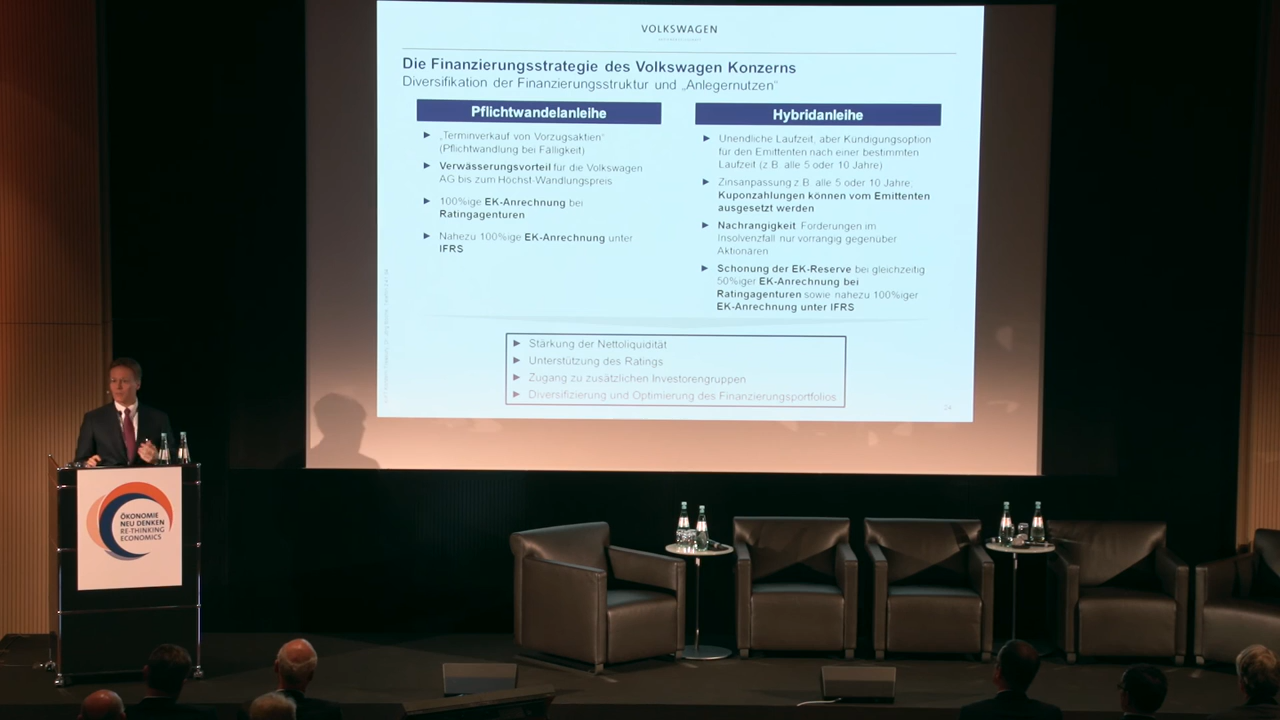 VOLKSWAGEN
Die Finanzierungsstrategie des Volkswagen Konzerns
Diversifikation der Finanzierungsstruktur und „Anlegernutzen“
Pflichtwandelanleihe
„Terminverkauf von Vorzugsaktien“
(Pflichtwandlung bei Fälligkeit)
Verwässerungsvorteil für die Volkswagen
AG bis zum Höchst-Wandlungspreis
100%ige EK-Anrechnung bei
Ratingagenturen
Nahezu 100%ige EK-Anrechnung unter
IFRS
Hybridanleihe
Unendliche Laufzeit, aber Kündigungsoption
für den Emittenten nach einer bestimmten
Laufzeit (z.B. alle 5 oder 10 Jahre)
Zinsanpassung z.B. alle 5 oder 10 Jahre,
Kuponzahlungen können vom Emittenten
ausgesetzt werden
Nachrangigkeit Forderungen im
Insolvenzfall nur vorrangig gegenüber
Aktionären
Schonung der EK-Reserve bei gleichzeitig
50%iger EK-Anrechnung bei
Ratingagenturen sowie nahezu 100%iger
EK-Anrechnung unter IFRS
Stärkung der Nettoliquidität
Unterstützung des Ratings
Zugang zu zusätzlichen Investorengruppen
Diversifizierung und Optimierung des Finanzierungsportfolios
24
ÖKONOMIE
NEU DENKEN
RE-THINKING
ECONOMICS